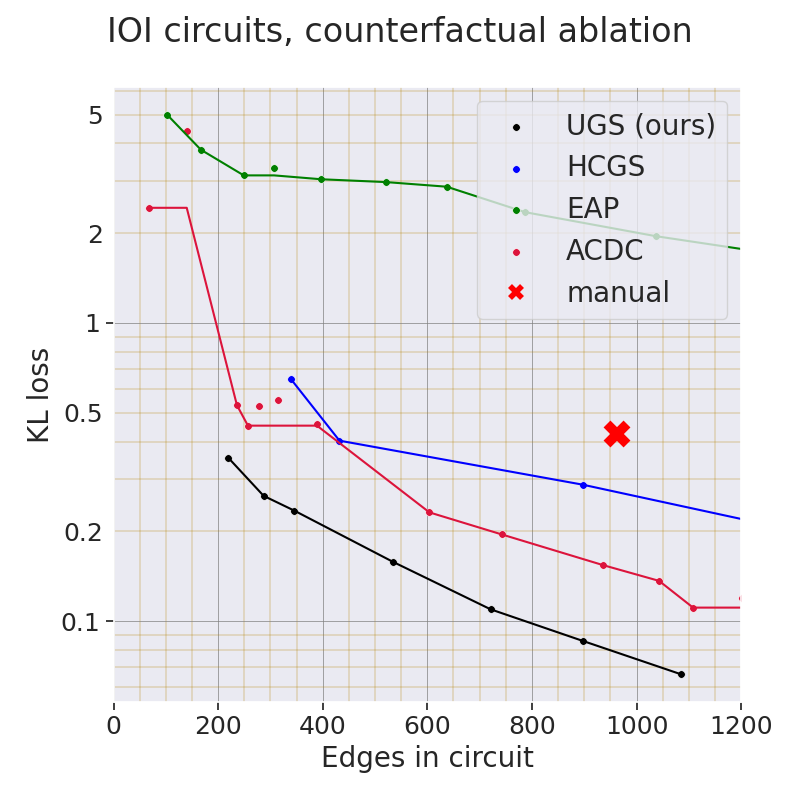 IOI circuits, counterfactual ablation
UGS (ours)
HCGS
EAP
ACDC
manual
KL loss
5
2
1
0.5
0.2
0.1
0 200 400 600 800 1000 1200
Edges in circuit